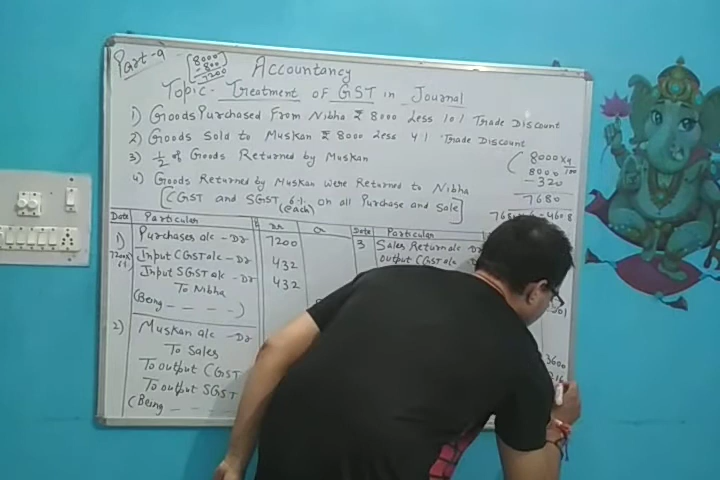 Part-9
8000
- 800
7200
Accountancy
Topic- Treatment of GST in Journal
1) Goods Purchased From Nibha ₹ 8000 Less 10% Trade Discount
2) Goods Sold to Muskan ₹ 8000 Less 4% Trade Discount
3) 1/2 of Goods Returned by Muskan
4) Goods Returned by Muskan were Returned to Nibha
[CGST and SGST 6% (each) on all Purchase and Sale]
8000
- 320
7680
Date Particular Dr Cr Date Particular
1) Purchases a/c - Dr 7200
Input CGST a/c - Dr 432
Input SGST a/c - Dr 432
To Nibha
(Being - - - -)
2) Muskan a/c - Dr
To Sales
To output CGST
To output SGST
(Being - -
3 Sales Return a/c - Dr
output CGST a/c
3600